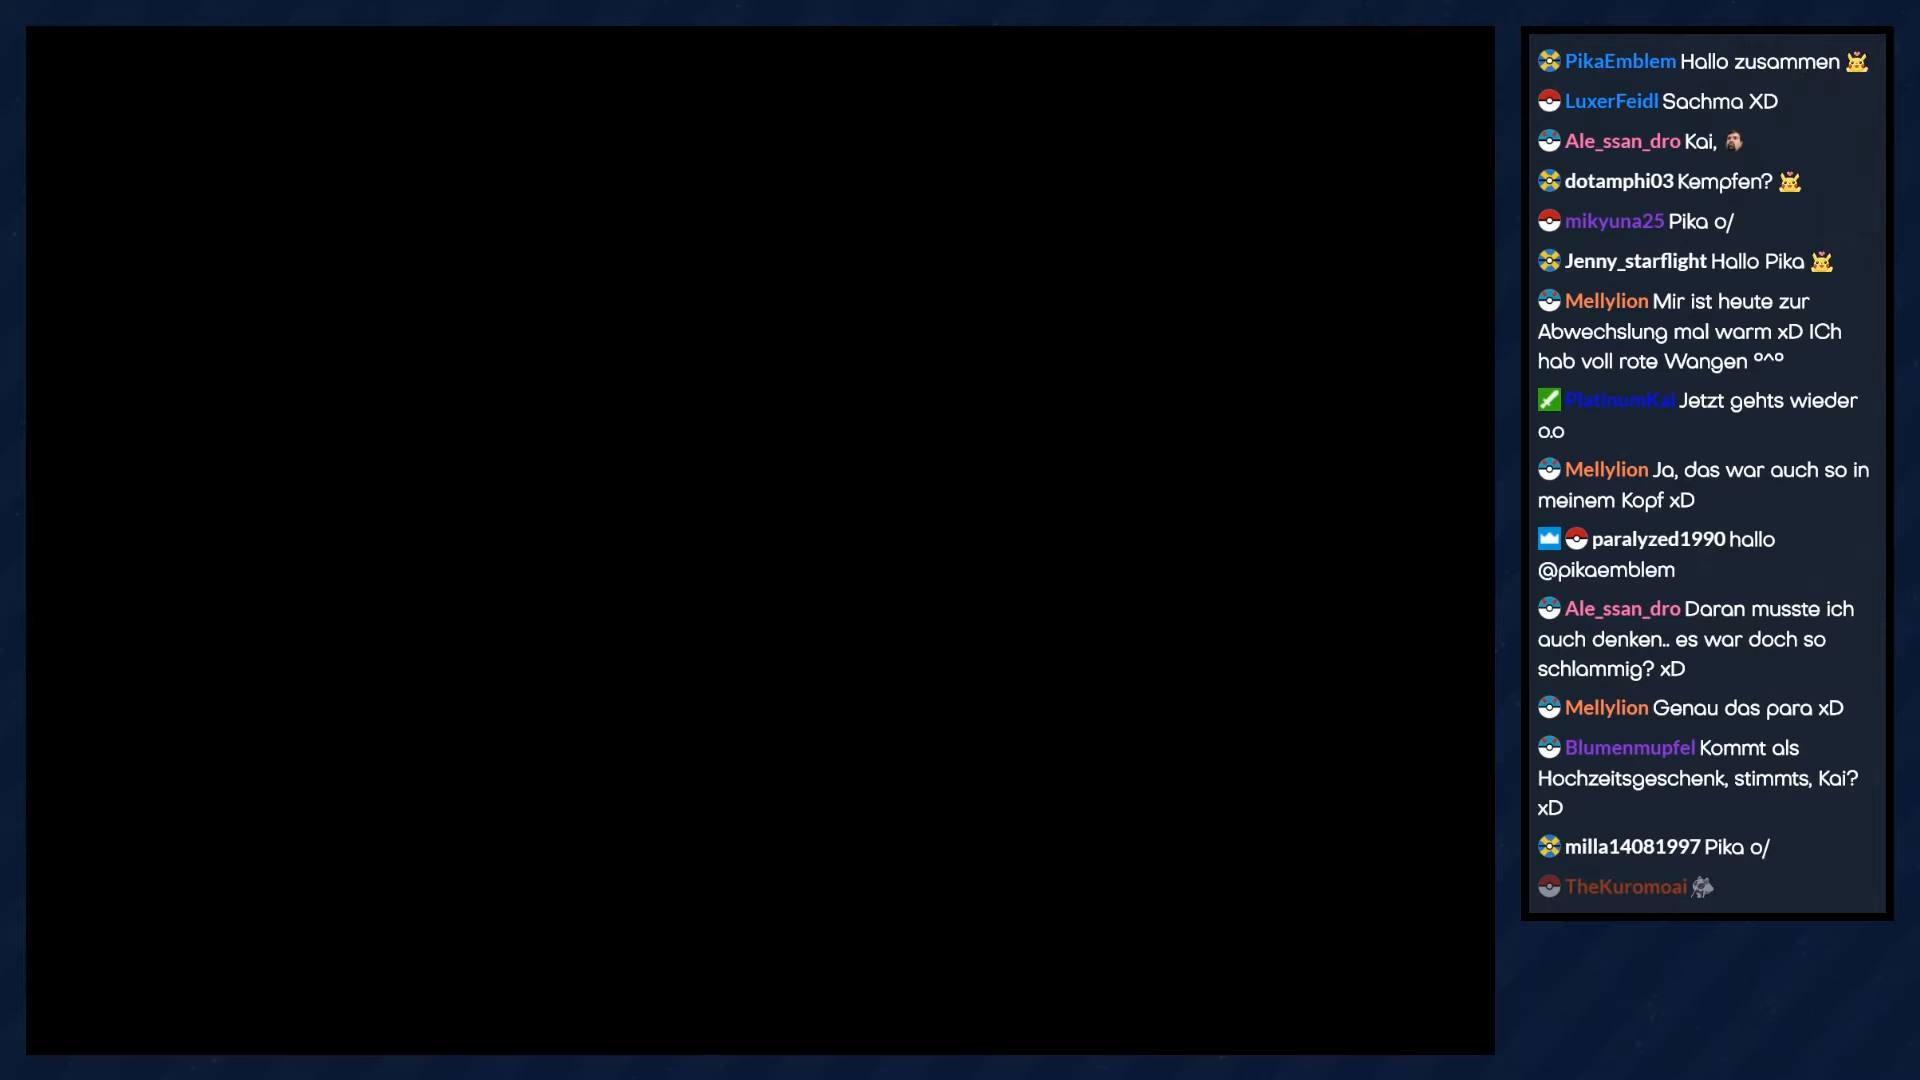 PikaEmblem Hallo zusammen
LuxerFeidl Sachma XD
Ale_ssan_dro Kai,
dotamphi03 Kempfen?
mikyuna25 Pika o/
Jenny_starflight Hallo Pika
Mellylion Mir ist heute zur
Abwechslung mal warm xD ICh
hab voll rote Wangen °^°
PlatinumKai Jetzt gehts wieder
o.o
Mellylion Ja, das war auch so in
meinem Kopf xD
paralyzed1990 hallo
@pikaemblem
Ale_ssan_dro Daran musste ich
auch denken.. es war doch so
schlammig? xD
Mellylion Genau das para xD
Blumenmupfel Kommt als
Hochzeitsgeschenk, stimmts, Kai?
xD
milla14081997 Pika o/
TheKuromoai